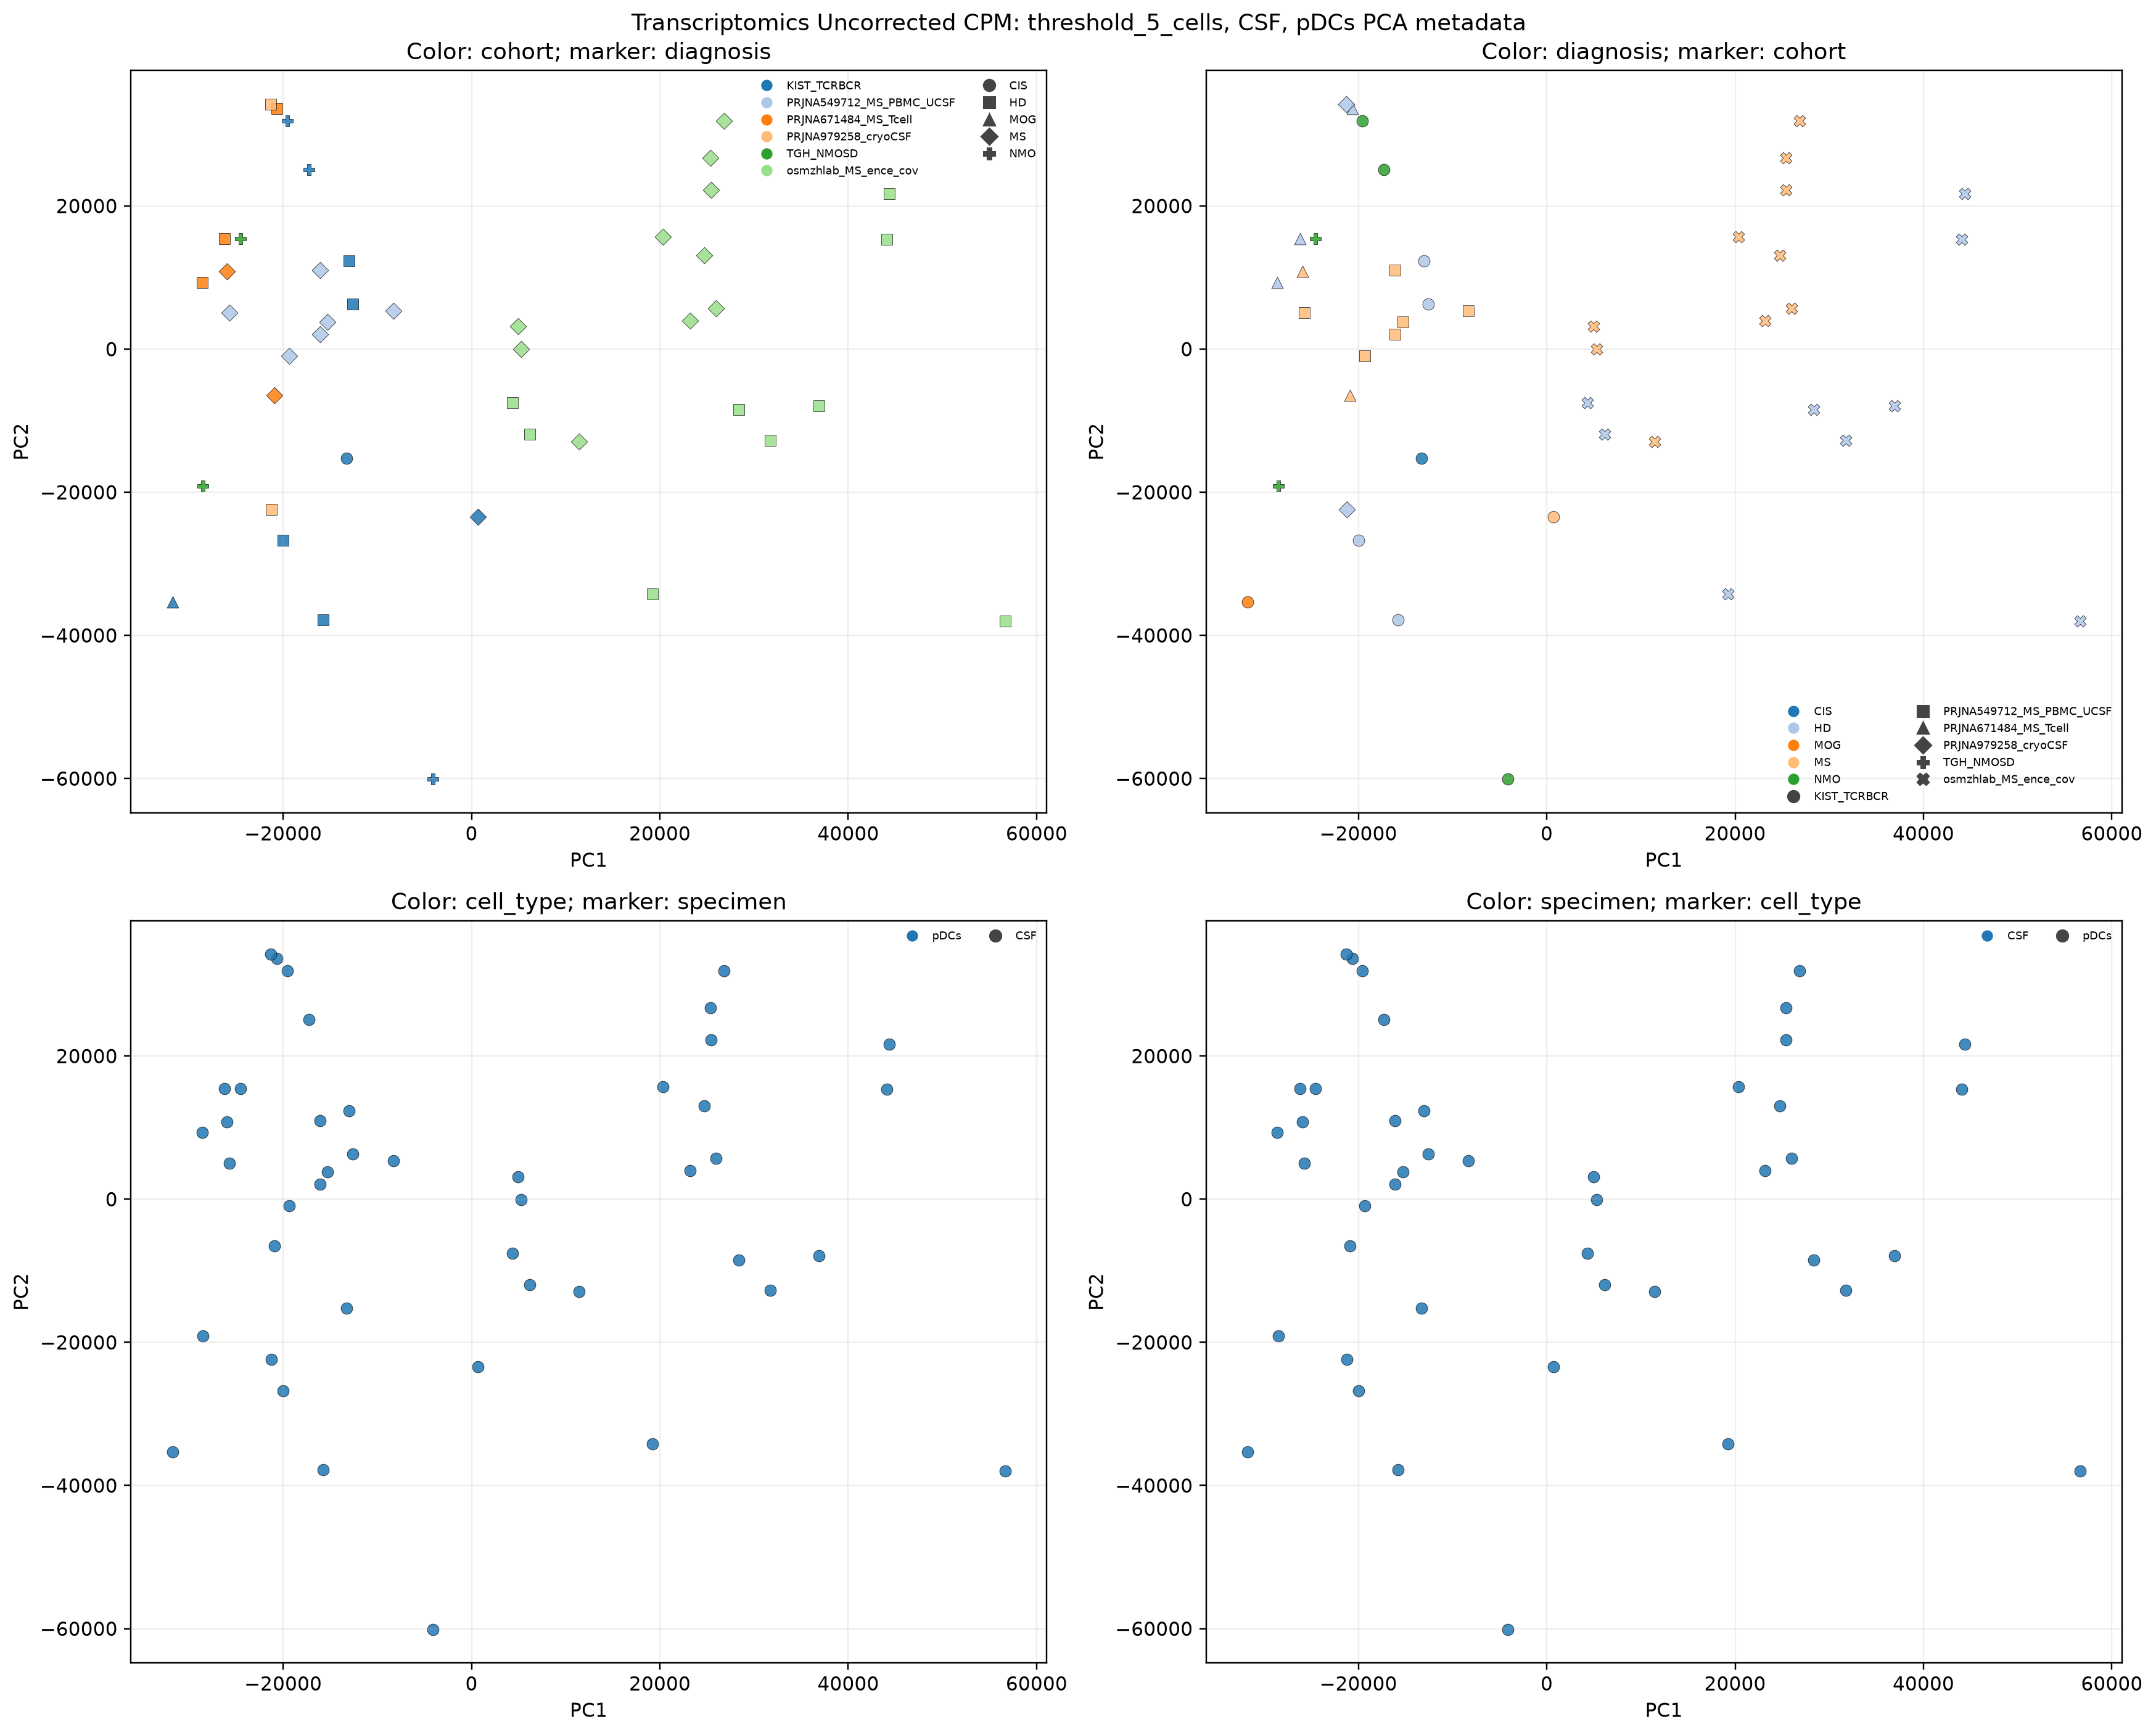 Transcriptomics Uncorrected CPM: threshold_5_cells, CSF, pDCs PCA metadata
Color: cohort; marker: diagnosis
KIST_TCRBCR
PRJNA549712_MS_PBMC_UCSF
PRJNA671484_MS_Tcell
PRJNA979258_cryoCSF
TGH_NMOSD
osmzhlab_MS_ence_cov
CIS
HD
MOG
MS
NMO
20000
0
−20000
−40000
−60000
PC2
−20000
0
20000
40000
60000
PC1
Color: diagnosis; marker: cohort
20000
0
−20000
−40000
−60000
PC2
CIS
HD
MOG
MS
NMO
KIST_TCRBCR
PRJNA549712_MS_PBMC_UCSF
PRJNA671484_MS_Tcell
PRJNA979258_cryoCSF
TGH_NMOSD
osmzhlab_MS_ence_cov
−20000
0
20000
40000
60000
PC1
Color: cell_type; marker: specimen
pDCs
CSF
20000
0
−20000
−40000
−60000
PC2
−20000
0
20000
40000
60000
PC1
Color: specimen; marker: cell_type
CSF
pDCs
20000
0
−20000
−40000
−60000
PC2
−20000
0
20000
40000
60000
PC1